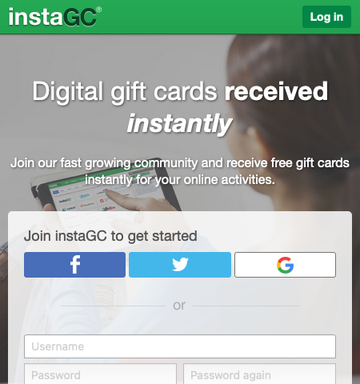 instaGC®
Log in
Digital gift cards received
instantly
Join our fast growing community and receive free gift cards
instantly for your online activities.
Join instaGC to get started
or
Username
Password
Password again